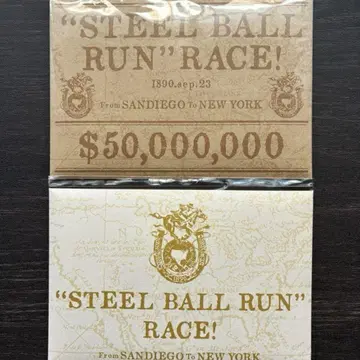 “STEEL BALL
RUN” RACE!
1890.sep.23
From SANDIEGO To NEW YORK
$50,000,000
“STEEL BALL RUN”
RACE!
From SANDIEGO To NEW YORK